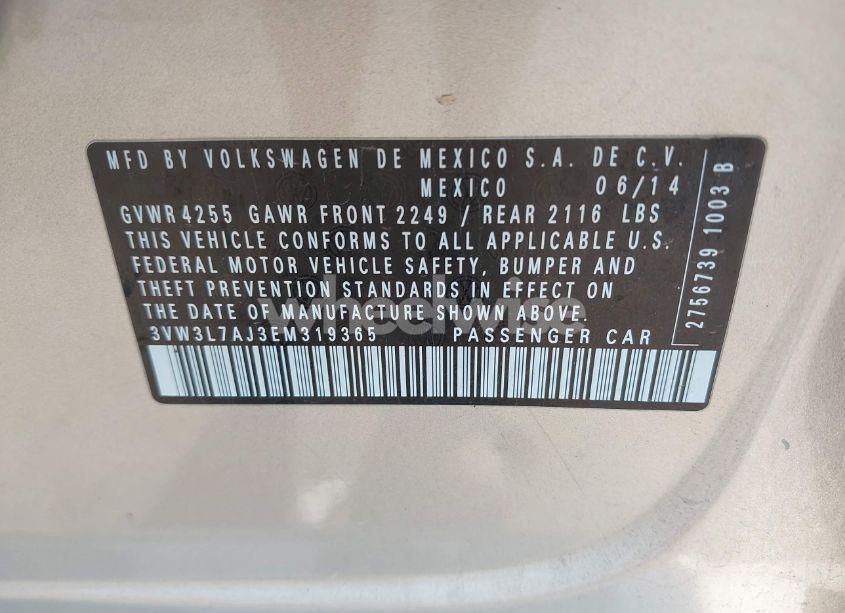 MFD BY VOLKSWAGEN DE MEXICO S.A. DE C.V.
MEXICO 06/14
GVWR 4255 GAWR FRONT 2249 / REAR 2116 LBS
THIS VEHICLE CONFORMS TO ALL APPLICABLE U.S.
FEDERAL MOTOR VEHICLE SAFETY, BUMPER AND
THEFT PREVENTION STANDARDS IN EFFECT ON
THE DATE OF MANUFACTURE SHOWN ABOVE.
3VW3L7AJ3EM319365 PASSENGER CAR
2756739 1003 B
wheelwise